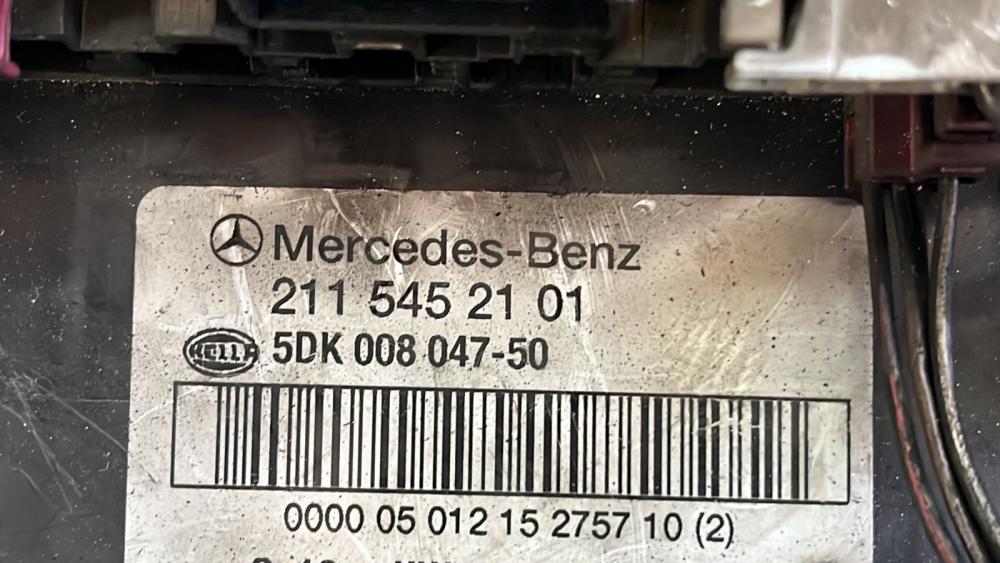 Mercedes-Benz
211 545 21 01
HELLA 5DK 008 047-50
0000 05 012 15 2757 10 (2)